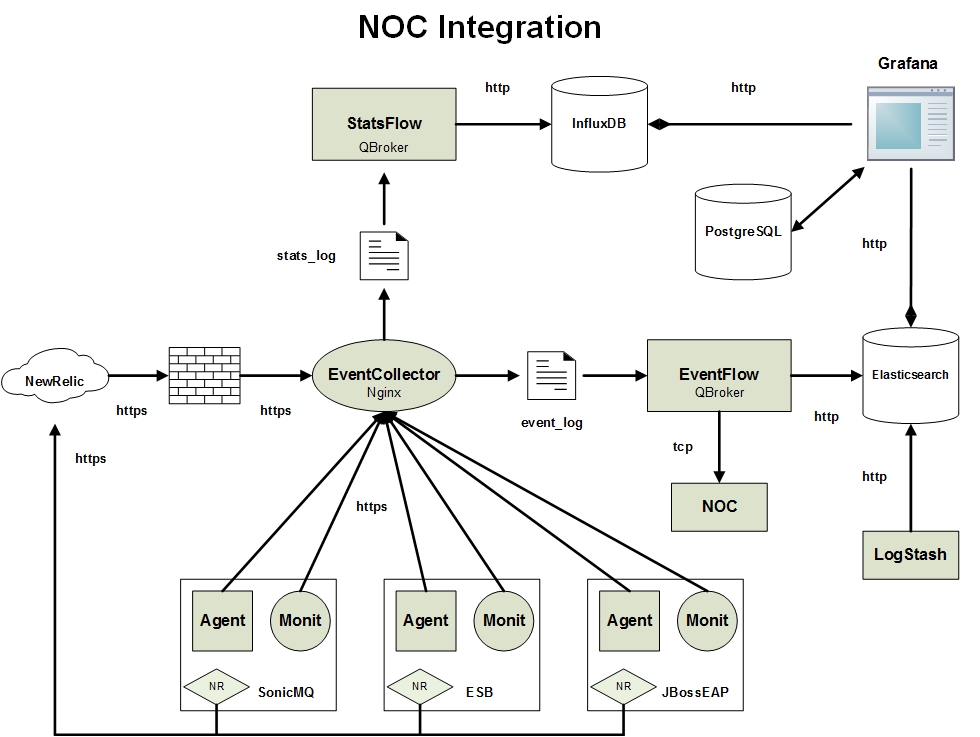 NOC Integration
Grafana
http
http
StatsFlow
QBroker
InfluxDB
PostgreSQL
http
stats_log
NewRelic
https
https
EventCollector
Nginx
event_log
EventFlow
QBroker
http
Elasticsearch
https
tcp
http
https
NOC
LogStash
Agent
Monit
Agent
Monit
Agent
Monit
NR
SonicMQ
NR
ESB
NR
JBossEAP